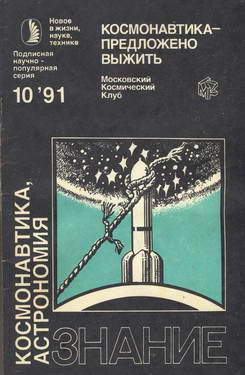 Новое
в жизни,
науке,
технике
Подписная
научно-
популярная
серия
10 '91
КОСМОНАВТИКА—
ПРЕДЛОЖЕНО
ВЫЖИТЬ
Московский
Космический
Клуб
КОСМОНАВТИКА,
АСТРОНОМИЯ
ЗНАНИЕ